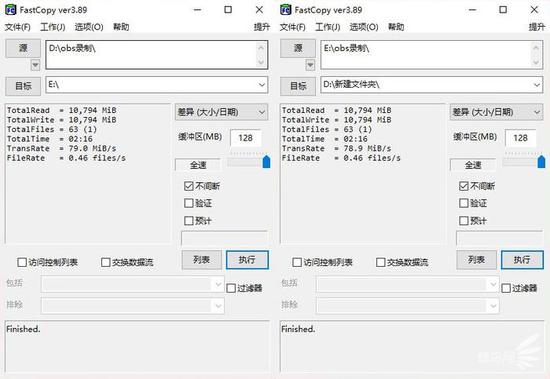 FastCopy ver3.89
文件(F) 工作(J) 选项(O) 帮助(H) 提升
源 D:\obs录制\
目标 E:\
TotalRead = 10,794 MiB
TotalWrite = 10,794 MiB
TotalFiles = 63 (1)
TotalTime = 02:16
TransRate = 79.0 MiB/s
FileRate = 0.46 files/s
差异 (大小/日期)
缓冲区(MB) 128
全速
不间断
验证
预计
访问控制列表 交换数据流 列表 执行
包括
排除
过滤器
Finished.
FastCopy ver3.89
文件(F) 工作(J) 选项(O) 帮助(H) 提升
源 E:\obs录制\
目标 D:\新建文件夹\
TotalRead = 10,794 MiB
TotalWrite = 10,794 MiB
TotalFiles = 63 (1)
TotalTime = 02:16
TransRate = 78.9 MiB/s
FileRate = 0.46 files/s
差异 (大小/日期)
缓冲区(MB) 128
全速
不间断
验证
预计
访问控制列表 交换数据流 列表 执行
包括
排除
过滤器
Finished.